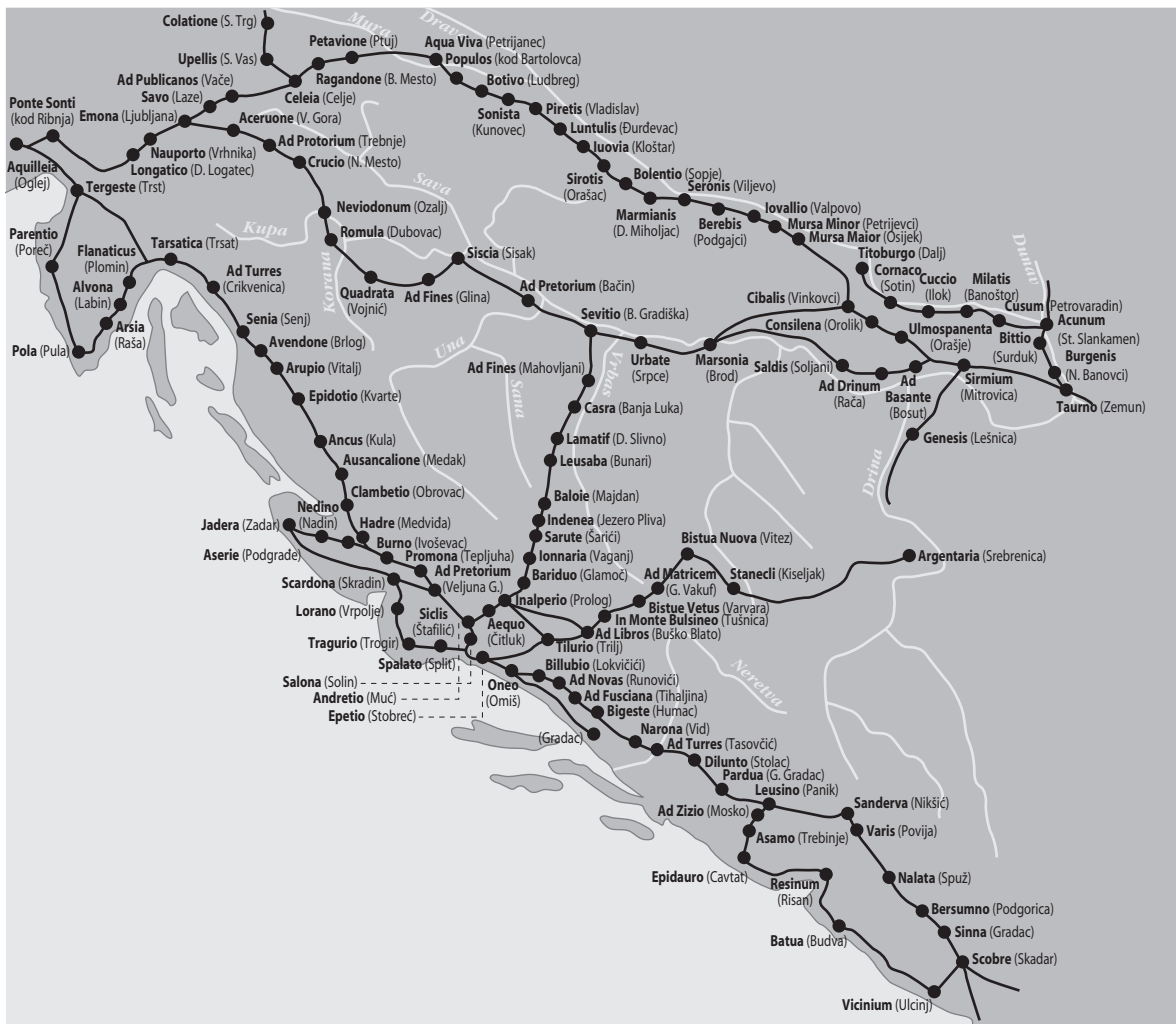 Colatione (S. Trg)
Mura
Drava
Petavione (Ptuj)
Aqua Viva (Petrijanec)
Upellis (S. Vas)
Populos (kod Bartolovca)
Ad Publicanos (Vače)
Ragandone (B. Mesto)
Botivo (Ludbreg)
Savo (Laze)
Celeia (Celje)
Ponte Sonti
(kod Ribnja)
Emona (Ljubljana)
Aceruone (V. Gora)
Sonista
(Kunovec)
Piretis (Vladislav)
Luntulis (Đurđevac)
Ad Protorium (Trebnje)
Nauporto (Vrhnika)
Iuovia (Kloštar)
Crucio (N. Mesto)
Longatico (D. Logatec)
Aquilleia
(Oglej)
Bolentio (Sopje)
Sirotis
(Orašac)
Tergeste (Trst)
Sava
Seronis (Viljevo)
Neviodonum (Ozalj)
Iovallio (Valpovo)
Marmianis
(D. Miholjac)
Berebis
(Podgajci)
Mursa Minor (Petrijevci)
Kupa
Romula (Dubovac)
Mursa Maior (Osijek)
Parentio
(Poreč)
Flanaticus
(Plomin)
Tarsatica (Trsat)
Siscia (Sisak)
Titoburgo (Dalj)
Dunav
Cornaco
(Sotin)
Ad Turres
(Crikvenica)
Korana
Cuccio
(Ilok)
Milatis
(Banoštor)
Alvona
(Labin)
Quadrata
(Vojnić)
Ad Fines (Glina)
Ad Pretorium (Bačin)
Cibalis (Vinkovci)
Cusum (Petrovaradin)
Arsia
(Raša)
Senia (Senj)
Sevitio (B. Gradiška)
Consilena (Orolik)
Acunum
(St. Slankamen)
Avendone (Brlog)
Una
Ulmospanenta
(Orašje)
Bittio
(Surduk)
Pola (Pula)
Urbate
(Srpce)
Marsonia
(Brod)
Saldis (Soljani)
Burgenis
(N. Banovci)
Arupio (Vitalj)
Ad Fines (Mahovljani)
Vrbas
Ad Drinum
(Rača)
Ad
Basante
(Bosut)
Sirmium
(Mitrovica)
Sana
Taurno (Zemun)
Epidotio (Kvarte)
Casra (Banja Luka)
Ancus (Kula)
Lamatif (D. Slivno)
Genesis (Lešnica)
Ausancalione (Medak)
Leusaba (Bunari)
Drina
Clambetio (Obrovac)
Baloie (Majdan)
Nedino
(Nadin)
Jadera (Zadar)
Hadre (Medviđa)
Indenea (Jezero Pliva)
Burno (Ivoševac)
Sarute (Šarići)
Bistua Nuova (Vitez)
Aserie (Podgrađe)
Promona (Tepljuha)
Ionnaria (Vaganj)
Argentaria (Srebrenica)
Ad Pretorium
(Veljuna G.)
Scardona (Skradin)
Bariduo (Glamoč)
Ad Matricem
(G. Vakuf)
Stanecli (Kiseljak)
Inalperio (Prolog)
Lorano (Vrpolje)
Siclis
(Štafilić)
Bistue Vetus (Varvara)
Aequo
(Čitluk)
In Monte Bulsineo (Tušnica)
Ad Libros (Buško Blato)
Tragurio (Trogir)
Tilurio (Trilj)
Spalato (Split)
Billubio (Lokvičići)
Neretva
Salona (Solin)
Oneo
(Omiš)
Ad Novas (Runovići)
Andretio (Muć)
Ad Fusciana (Tihaljina)
Epetio (Stobreć)
Bigeste (Humac)
Narona (Vid)
(Gradac)
Ad Turres (Tasovčić)
Dilunto (Stolac)
Pardua (G. Gradac)
Leusino (Panik)
Sanderva (Nikšić)
Ad Zizio (Mosko)
Varis (Povija)
Asamo (Trebinje)
Epidauro (Cavtat)
Resinum
(Risan)
Nalata (Spuž)
Bersumno (Podgorica)
Sinna (Gradac)
Batua (Budva)
Scobre (Skadar)
Vicinium (Ulcinj)